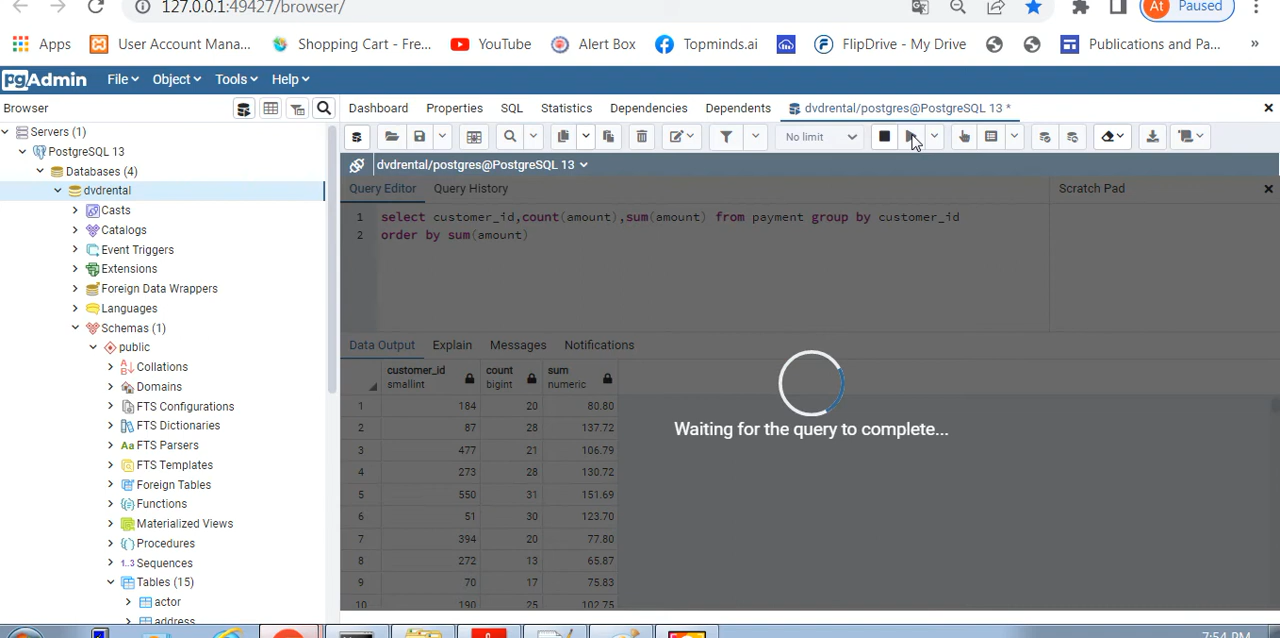 127.0.0.1:49427/browser/
At Paused
Apps User Account Mana... Shopping Cart - Fre... YouTube Alert Box Topminds.ai FlipDrive - My Drive Publications and Pa... »
pgAdmin File Object Tools Help
Browser
Dashboard Properties SQL Statistics Dependencies Dependents dvdrental/postgres@PostgreSQL 13 *
Servers (1)
No limit
PostgreSQL 13
dvdrental/postgres@PostgreSQL 13
Databases (4)
dvdrental
Query Editor Query History Scratch Pad
Casts
1 select customer_id,count(amount),sum(amount) from payment group by customer_id
Catalogs
2 order by sum(amount)
Event Triggers
Extensions
Foreign Data Wrappers
Languages
Schemas (1)
public
Data Output Explain Messages Notifications
Collations
customer_id smallint count bigint sum numeric
Domains
FTS Configurations
1 184 20 80.80
FTS Dictionaries
2 87 28 137.72
Waiting for the query to complete...
Aa FTS Parsers
3 477 21 106.79
FTS Templates
4 273 28 130.72
Foreign Tables
5 550 31 151.69
Functions
6 51 30 123.70
Materialized Views
7 394 20 77.80
Procedures
8 272 13 65.87
1..3 Sequences
9 70 17 75.83
Tables (15)
10 190 25 102.75
actor
address
7:54 PM